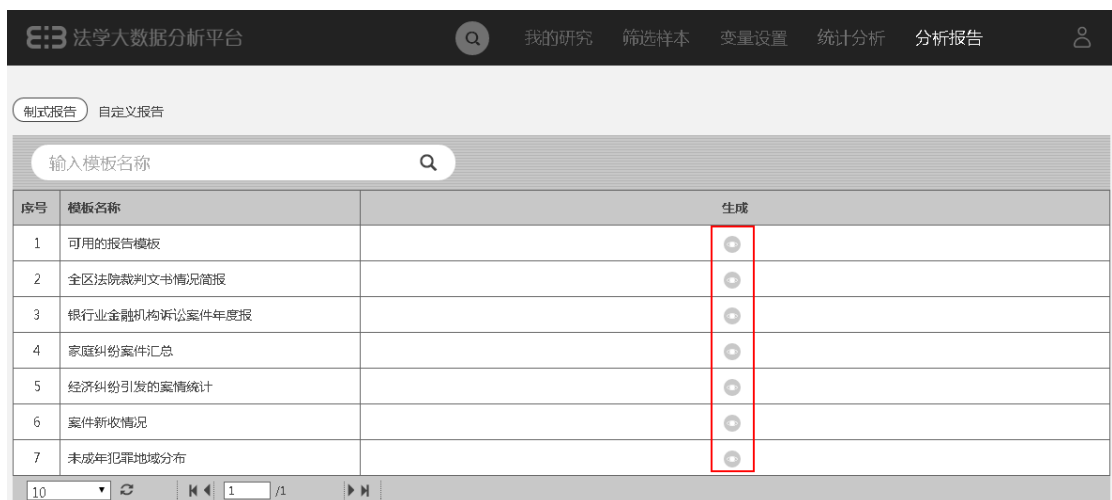 法学大数据分析平台 我的研究 筛选样本 变量设置 统计分析 分析报告
制式报告 自定义报告
输入模板名称
序号 模板名称 生成
1 可用的报告模板
2 全区法院裁判文书情况简报
3 银行业金融机构诉讼案件年度报
4 家庭纠纷案件汇总
5 经济纠纷引发的案情统计
6 案件新收情况
7 未成年犯罪地域分布
10 1 /1